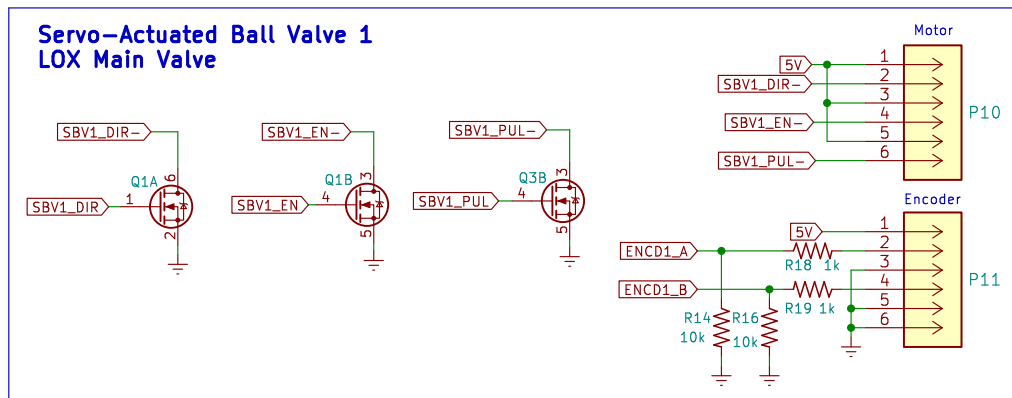 Servo-Actuated Ball Valve 1
LOX Main Valve
SBV1_DIR-
6
Q1A
SBV1_DIR
1
2
SBV1_EN-
3
Q1B
SBV1_EN
4
5
SBV1_PUL-
3
Q3B
SBV1_PUL
4
5
Motor
5V
1
SBV1_DIR-
2
3
SBV1_EN-
4
5
SBV1_PUL-
6
P10
Encoder
5V
1
ENCD1_A
2
R18 1k
3
ENCD1_B
4
R19 1k
5
6
P11
R14
10k
R16
10k